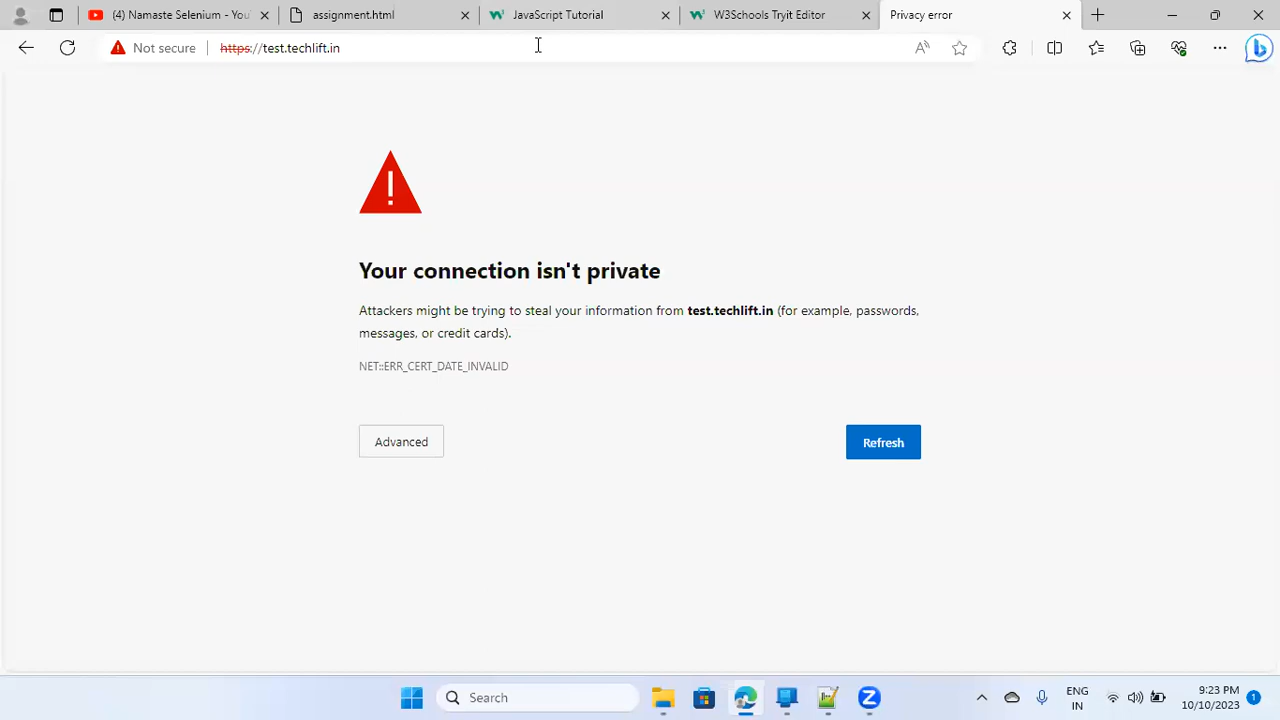 (4) Namaste Selenium - You
assignment.html
JavaScript Tutorial
W3Schools Tryit Editor
Privacy error
Not secure
https://test.techlift.in
Your connection isn't private
Attackers might be trying to steal your information from test.techlift.in (for example, passwords,
messages, or credit cards).
NET::ERR_CERT_DATE_INVALID
Advanced
Refresh
Search
ENG
IN
9:23 PM
10/10/2023
1